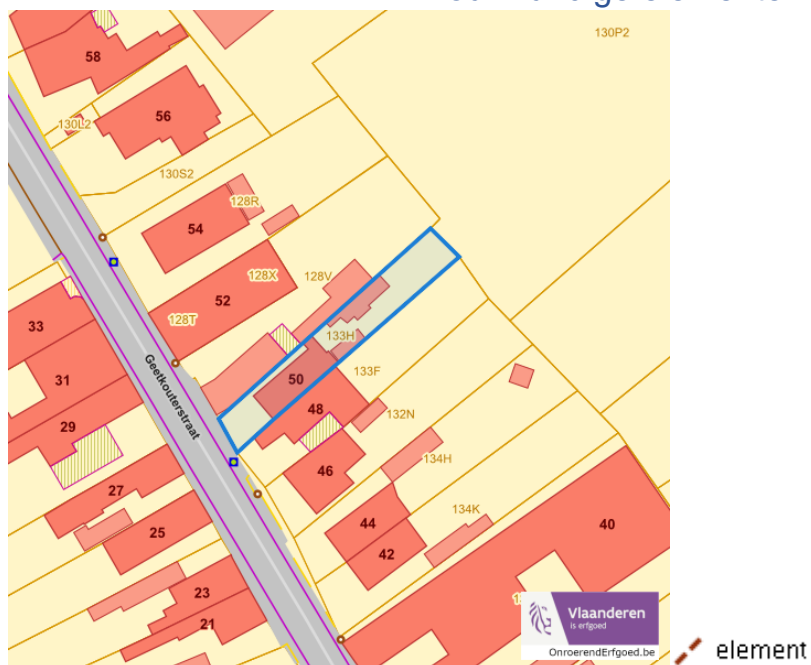 130P2
58
130L2
56
130S2
128R
54
128X
128V
52
128T
33
133H
31
50
133F
Geetkouterstraat
48
132N
29
46
134H
27
134K
25
44
40
42
23
21
Vlaanderen
is erfgoed
OnroerendErfgoed.be
element